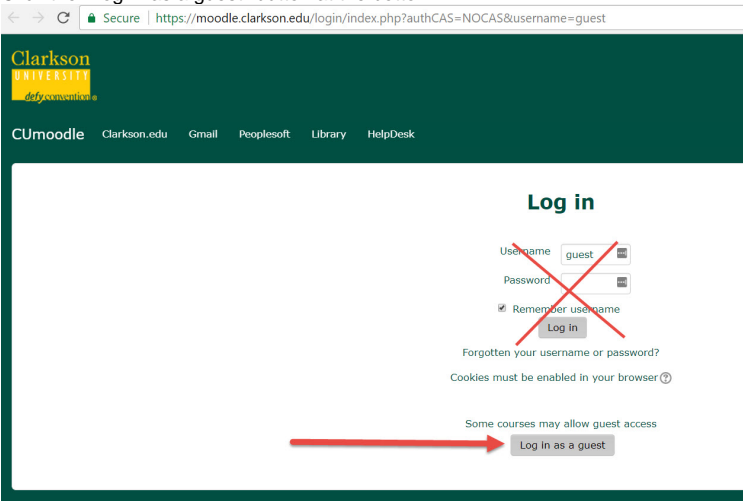 Secure | https://moodle.clarkson.edu/login/index.php?authCAS=NOCAS&username=guest
Clarkson
UNIVERSITY
defy convention
CUmoodle Clarkson.edu Gmail Peoplesoft Library HelpDesk
Log in
Username guest
Password
Remember username
Log in
Forgotten your username or password?
Cookies must be enabled in your browser ?
Some courses may allow guest access
Log in as a guest